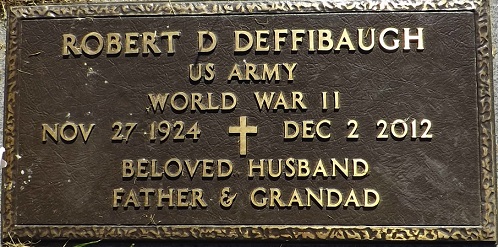 ROBERT D DEFFIBAUGH
US ARMY
WORLD WAR II
NOV 27 1924 DEC 2 2012
BELOVED HUSBAND
FATHER & GRANDAD